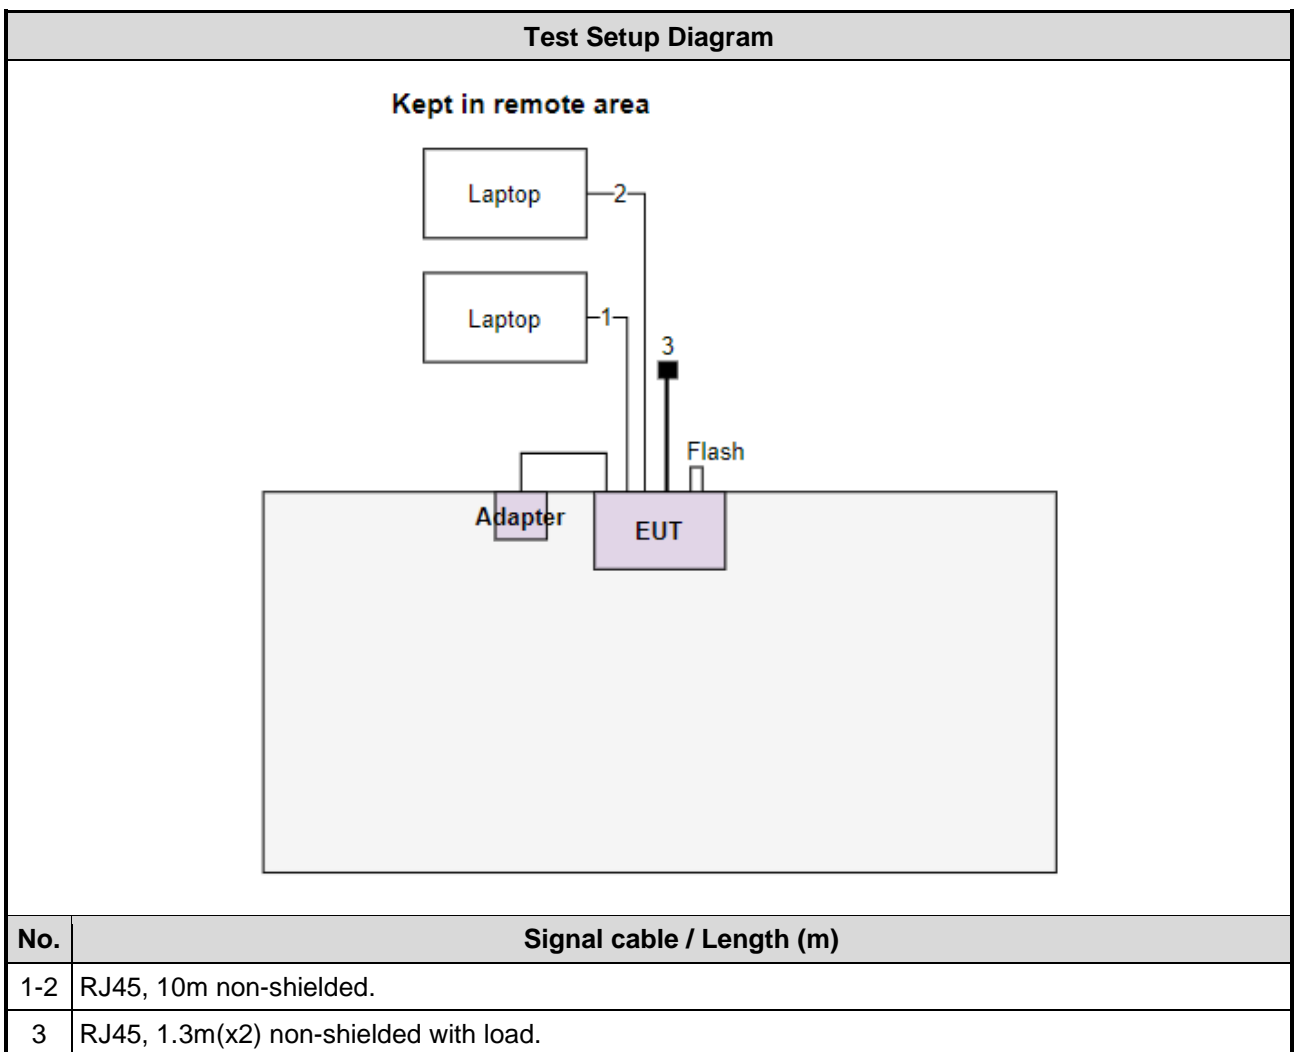 Test Setup Diagram
Kept in remote area
Laptop
2
Laptop
1
3
Flash
Adapter
EUT
No. Signal cable / Length (m)
1-2 RJ45, 10m non-shielded.
3 RJ45, 1.3m(x2) non-shielded with load.